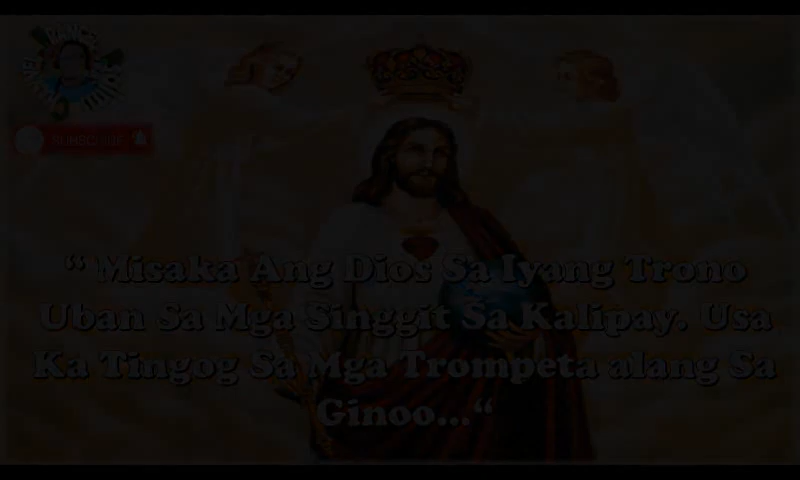 SUBSCRIBE
“ Misaka Ang Dios Sa Iyang Trono
Uban Sa Mga Singgit Sa Kalipay. Usa
Ka Tingog Sa Mga Trompeta alang Sa
Ginoo...“